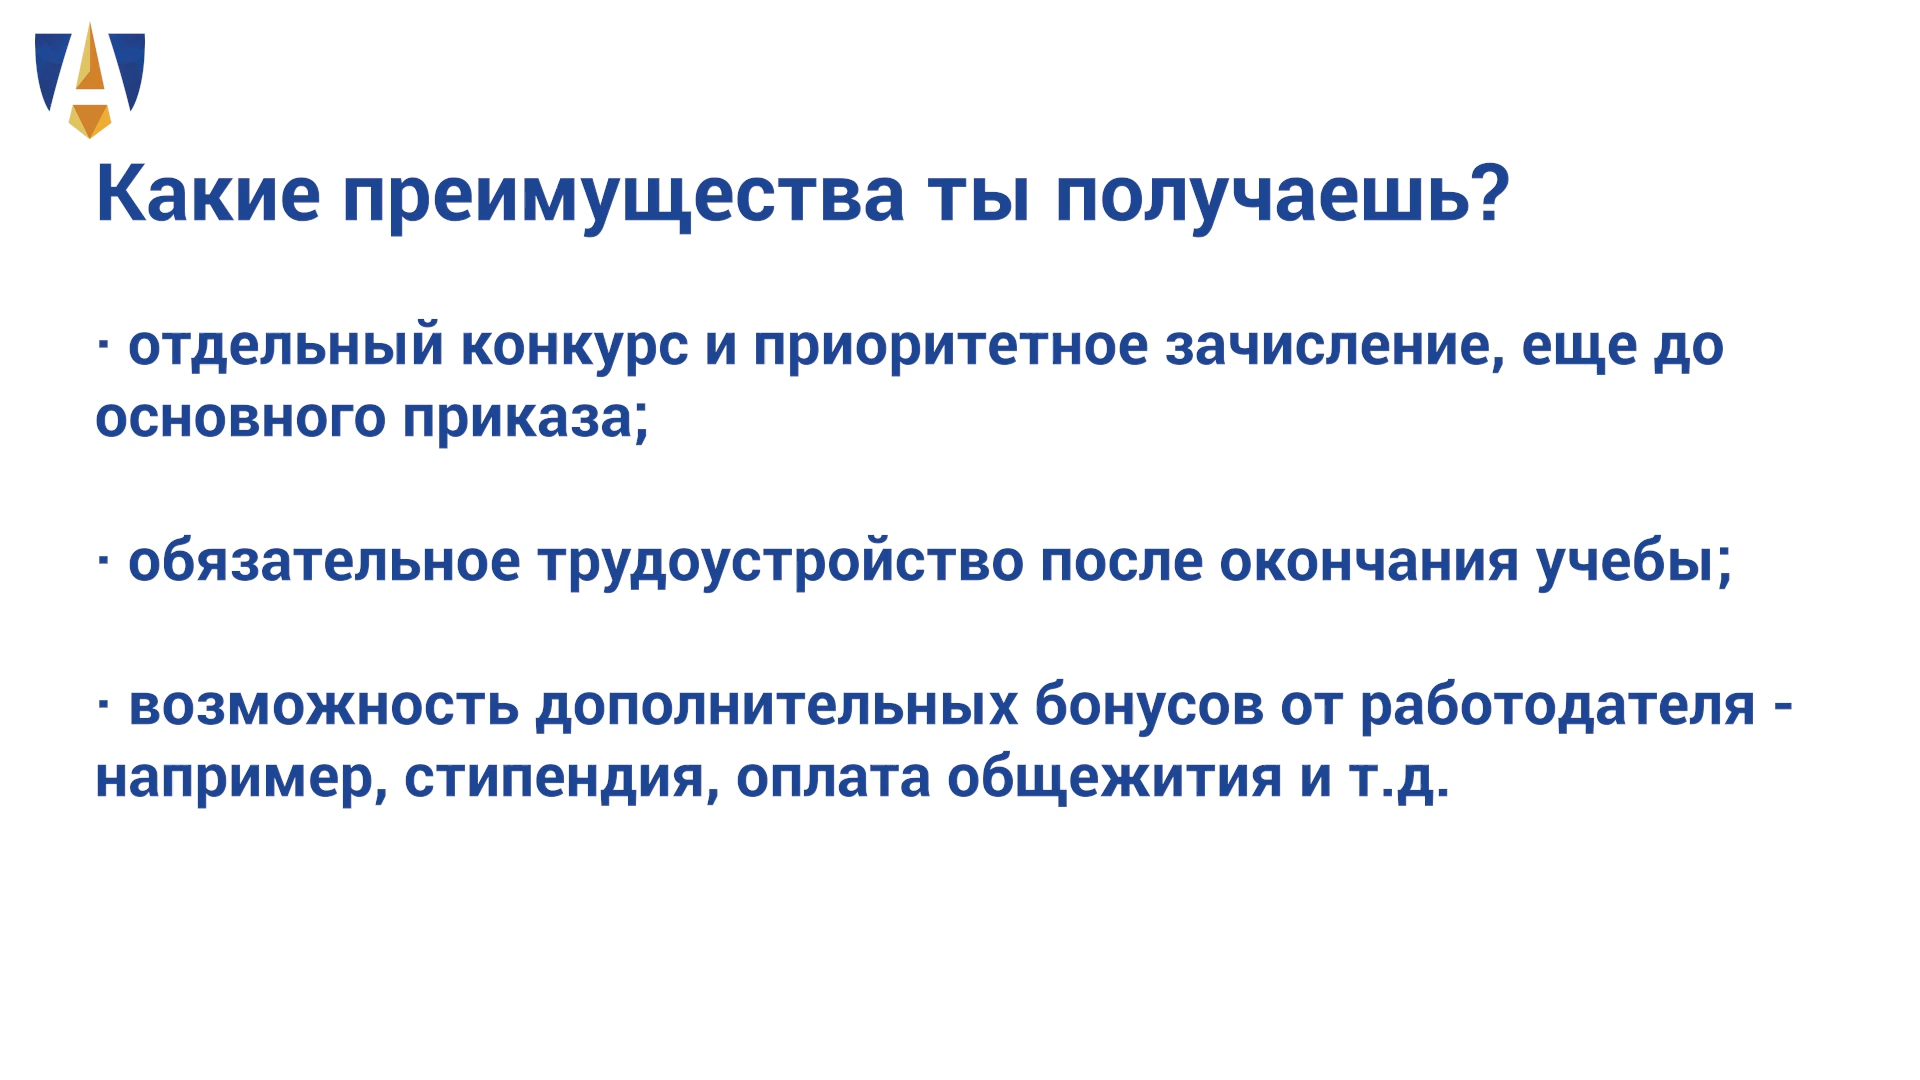 Какие преимущества ты получаешь?
· отдельный конкурс и приоритетное зачисление, еще до
основного приказа;
· обязательное трудоустройство после окончания учебы;
· возможность дополнительных бонусов от работодателя -
например, стипендия, оплата общежития и т.д.